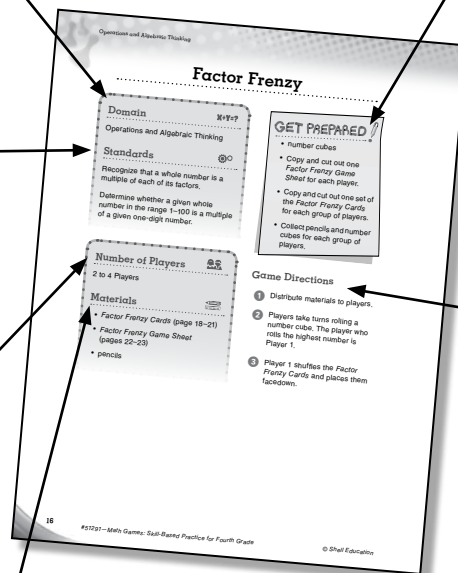 Operations and Algebraic Thinking
Factor Frenzy
Domain
X+Y=?
Operations and Algebraic Thinking
Standards
Recognize that a whole number is a
multiple of each of its factors.
Determine whether a given whole
number in the range 1–100 is a multiple
of a given one-digit number.
Number of Players
2 to 4 Players
Materials
• Factor Frenzy Cards (page 18–21)
• Factor Frenzy Game Sheet
(pages 22–23)
• pencils
GET PREPARED!
• number cubes
• Copy and cut out one
Factor Frenzy Game
Sheet for each player.
• Copy and cut out one set of
the Factor Frenzy Cards
for each group of players.
• Collect pencils and number
cubes for each group of
players.
Game Directions
1 Distribute materials to players.
2 Players take turns rolling a
number cube. The player who
rolls the highest number is
Player 1.
3 Player 1 shuffles the Factor
Frenzy Cards and places them
facedown.
16
#51291—Math Games: Skill-Based Practice for Fourth Grade
© Shell Education